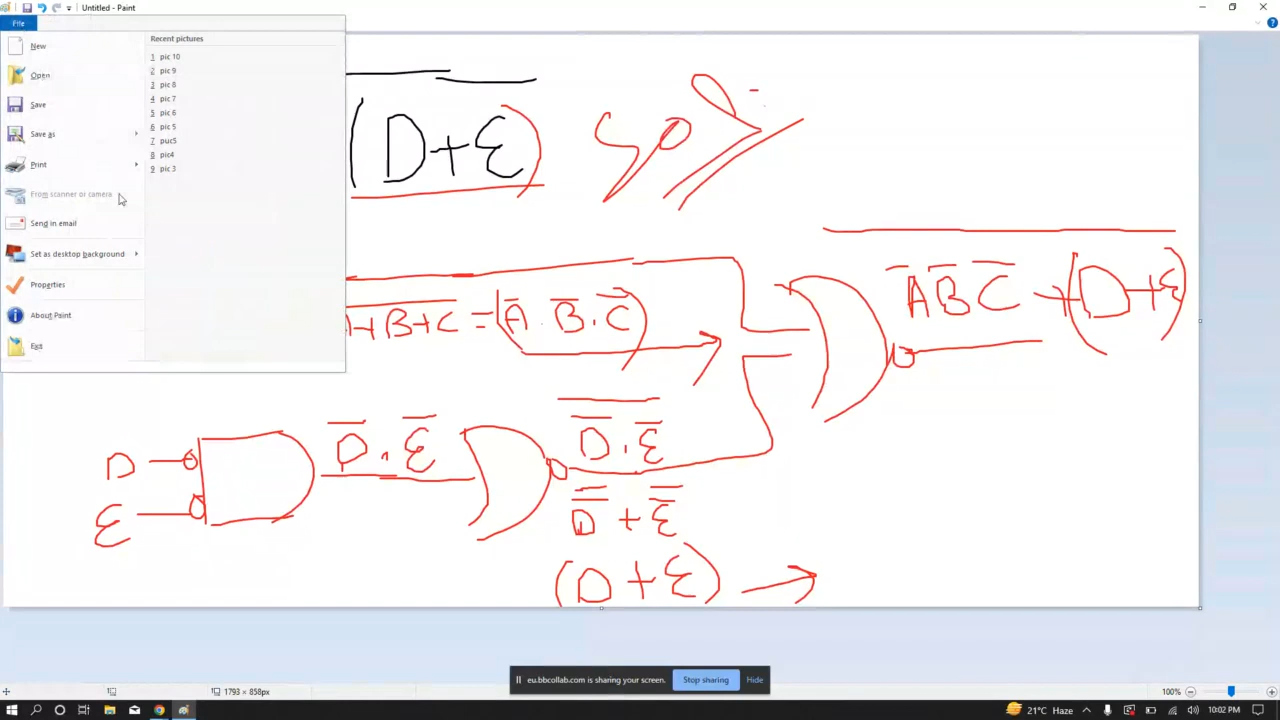 Untitled - Paint
File
New
Open
Save
Save as
Print
From scanner or camera
Send in email
Set as desktop background
Properties
About Paint
Exit
Recent pictures
1 pic 10
2 pic 9
3 pic 8
4 pic 7
5 pic 6
6 pic 5
7 puc5
8 pic4
9 pic 3
(D+E)
SOP
A̅ B̅ C̅ + (D+E)
A+B+C = (A̅ . B̅ . C̅)
D
E
D̅ . E̅
D̅ . E̅
D̿ + E̿
(D + E)
eu.bbcollab.com is sharing your screen.
Stop sharing
Hide
1793 × 858px
100%
21°C Haze
10:02 PM